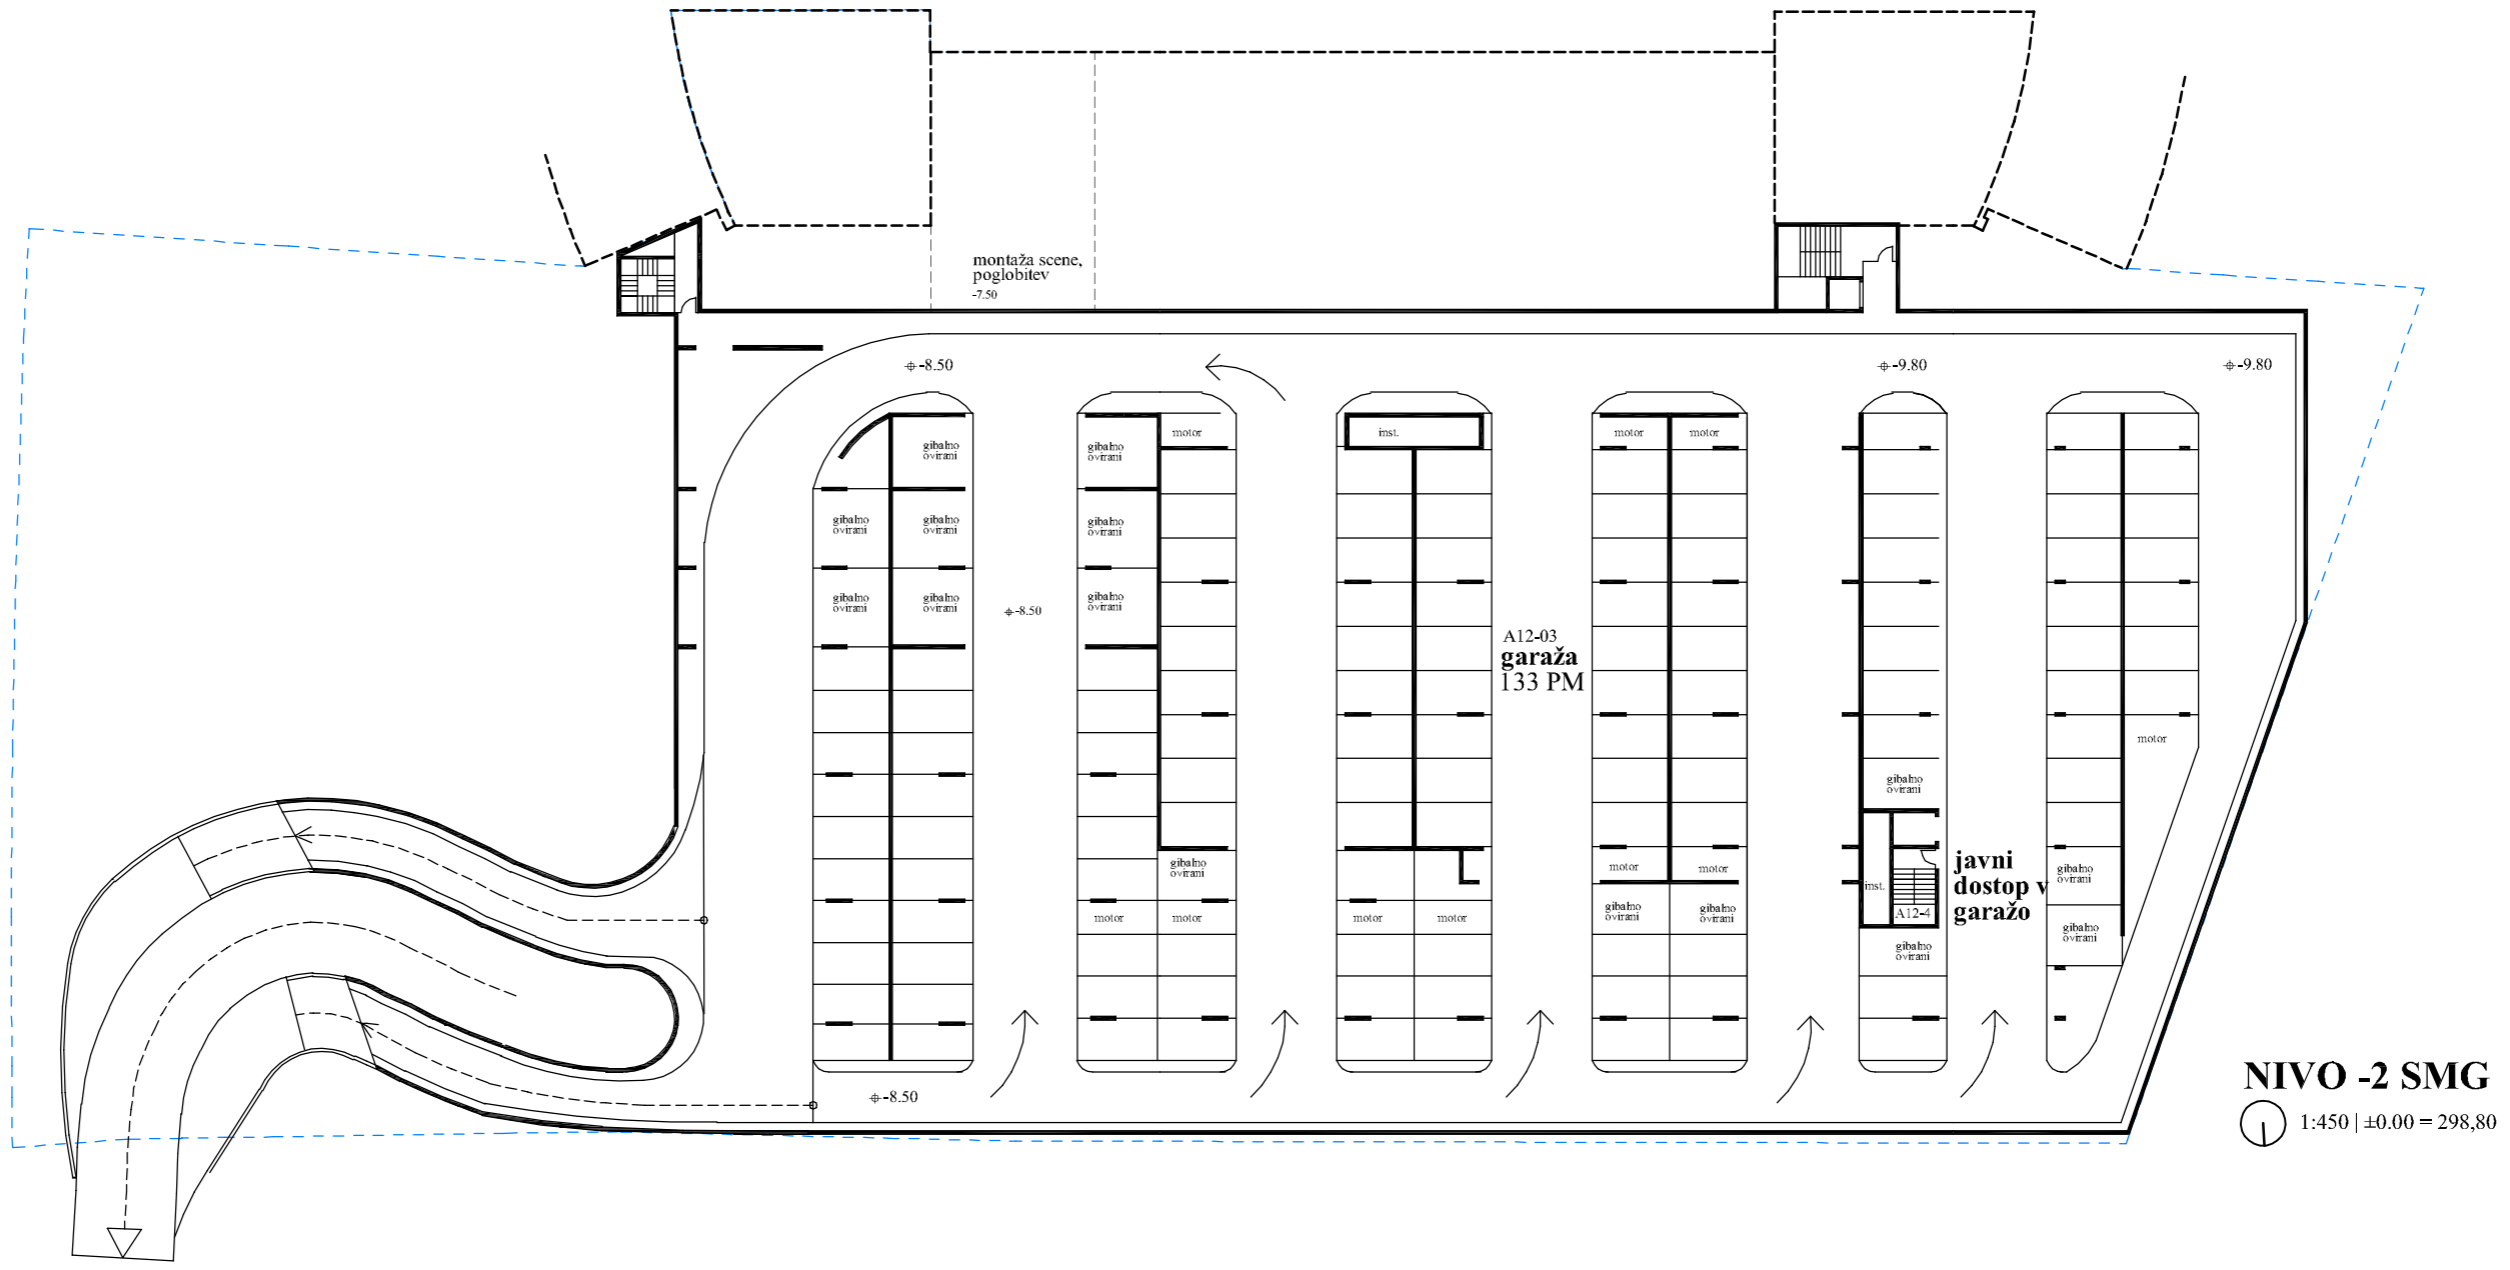 montaža scene,
poglobitev
-7.50
-8.50
-9.80
-9.80
gibalno
ovirani
gibalno
ovirani
motor
inst.
motor
motor
gibalno
ovirani
gibalno
ovirani
gibalno
ovirani
gibalno
ovirani
gibalno
ovirani
gibalno
ovirani
-8.50
A12-03
garaža
133 PM
motor
gibalno
ovirani
gibalno
ovirani
motor
motor
javni
dostop v
garažo
gibalno
ovirani
inst.
A12-4
motor
motor
motor
motor
gibalno
ovirani
gibalno
ovirani
gibalno
ovirani
gibalno
ovirani
-8.50
NIVO -2 SMG
1:450 | ±0.00 = 298,80